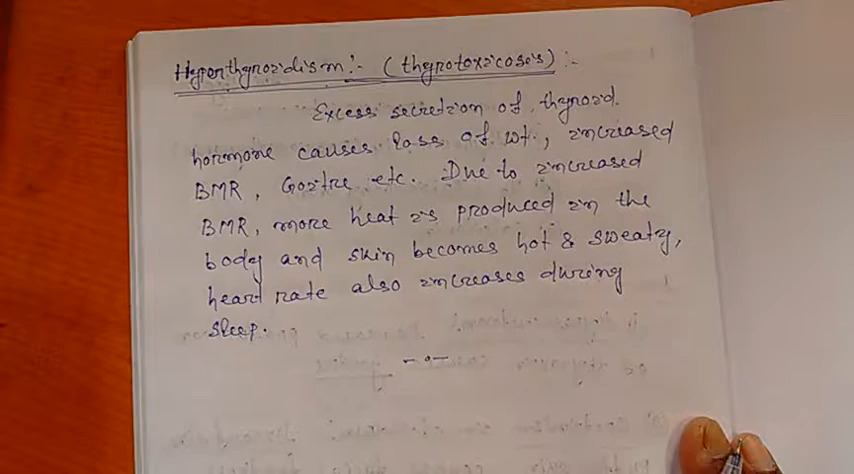 Hyperthyroidism :- (thyrotoxicosis) :-
Excess secretion of thyroid
hormone causes loss of wt., increased
BMR, Goitre etc. Due to increased
BMR, more heat is produced in the
body and skin becomes hot & sweaty,
heart rate also increases during
sleep.